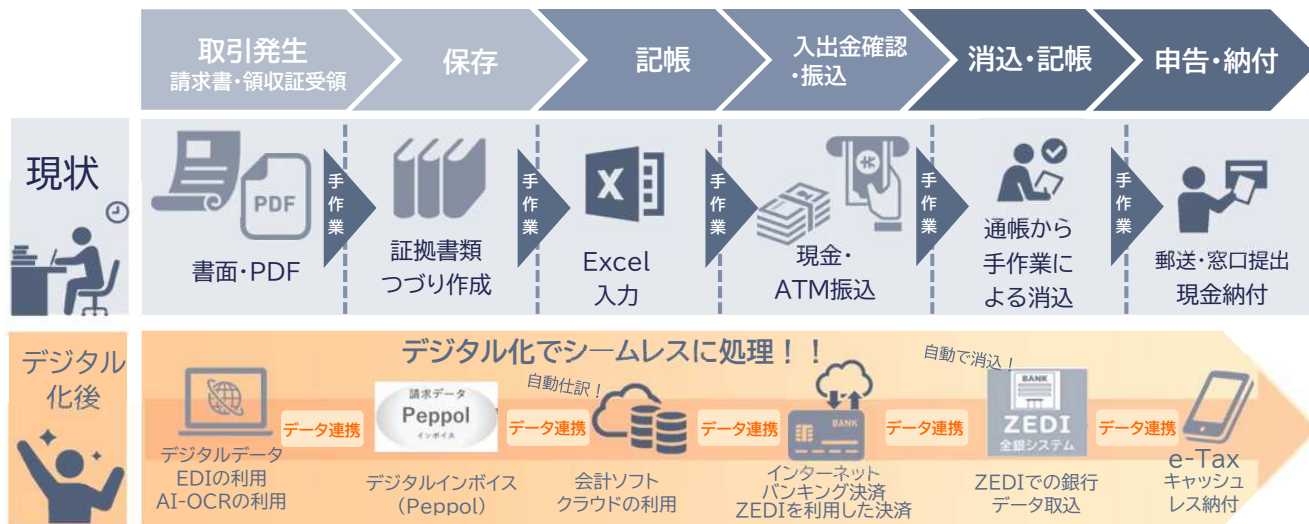 取引発生
請求書・領収証受領
保存
記帳
入出金確認
・振込
消込・記帳
申告・納付
現状
PDF
書面・PDF
手作業
証拠書類
つづり作成
手作業
X
Excel
入力
手作業
現金・
ATM振込
手作業
通帳から
手作業に
よる消込
手作業
郵送・窓口提出
現金納付
デジタル
化後
デジタル化でシームレスに処理！！
デジタルデータ
EDIの利用
AI-OCRの利用
データ連携
請求データ
Peppol
インボイス
デジタルインボイス
（Peppol）
データ連携
自動仕訳！
会計ソフト
クラウドの利用
データ連携
BANK
インターネット
バンキング決済
ZEDIを利用した決済
データ連携
自動で消込！
BANK
ZEDI
全銀システム
ZEDIでの銀行
データ取込
データ連携
e-Tax
キャッシュ
レス納付